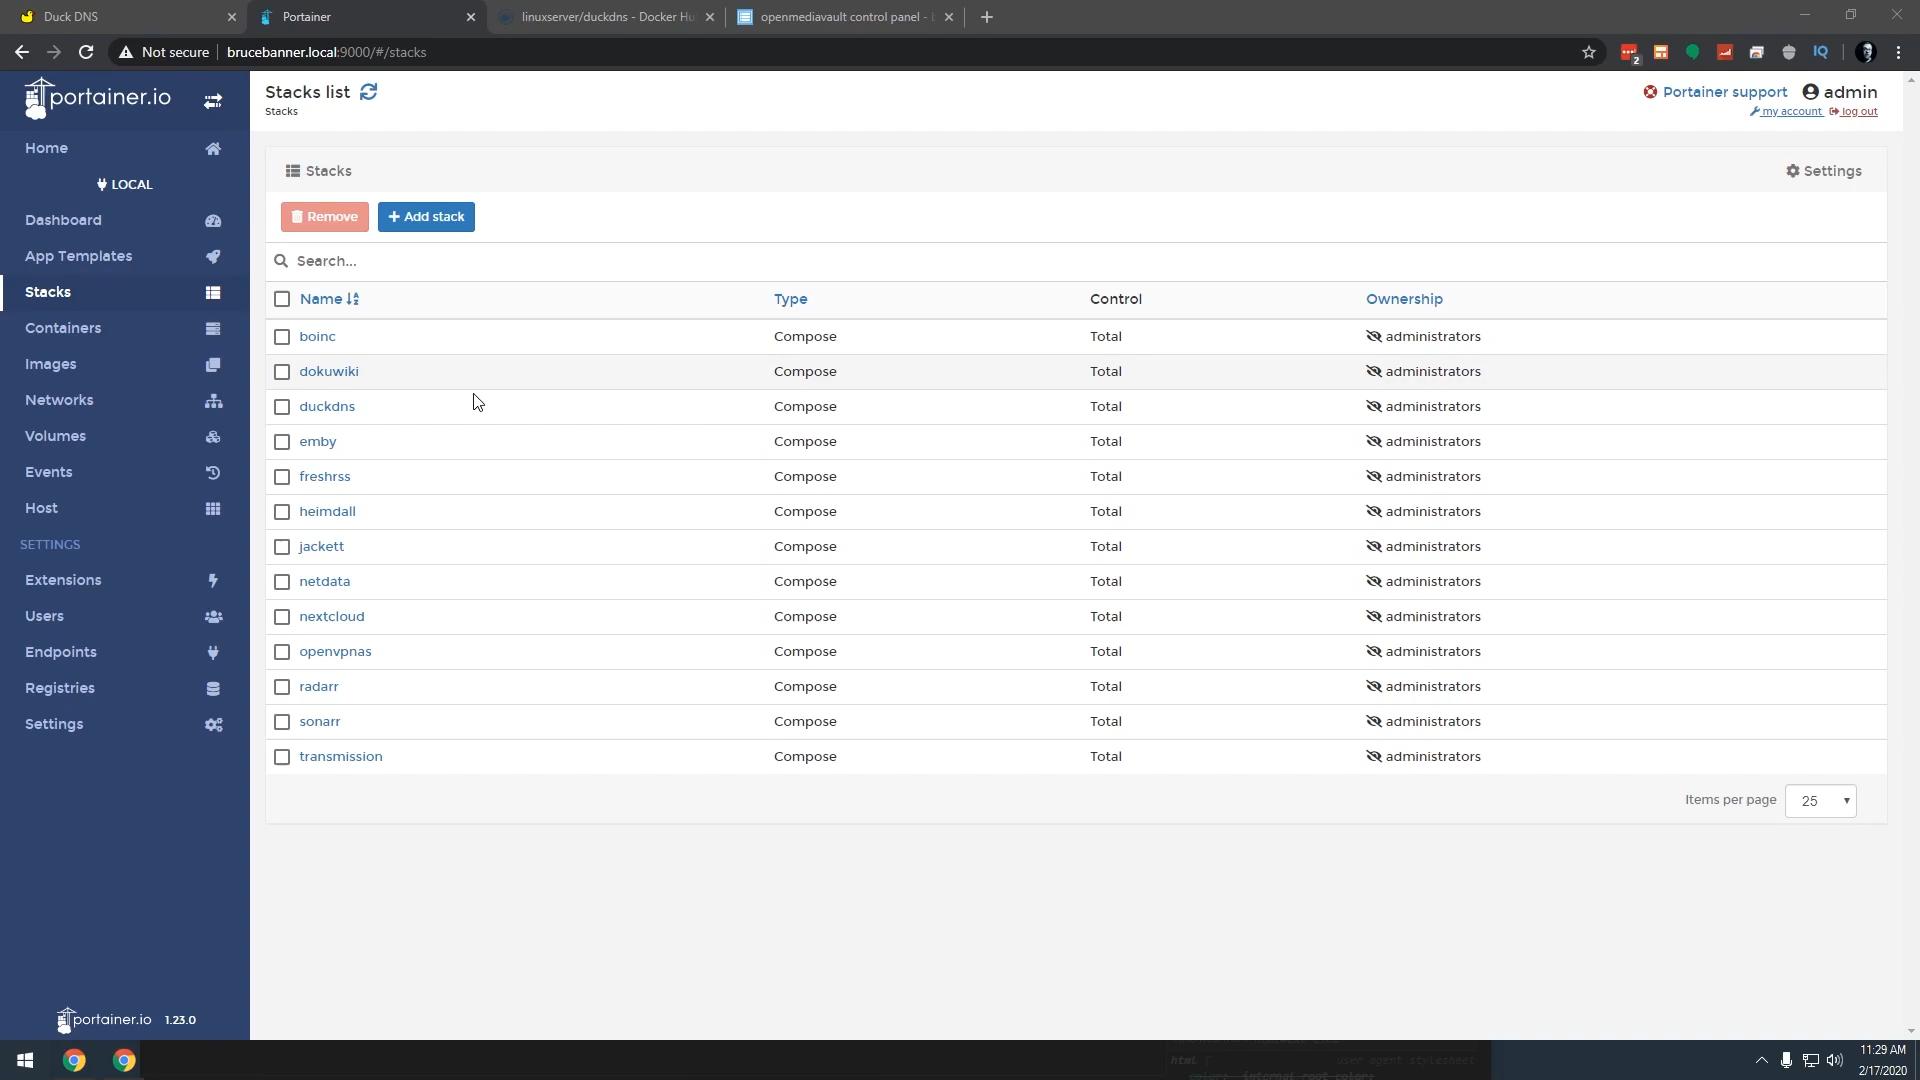 Duck DNS
Portainer
linuxserver/duckdns - Docker Hu
openmediavault control panel -
Not secure
brucebanner.local:9000/#/stacks
2
IQ
portainer.io
Stacks list
Portainer support
admin
Stacks
my account
log out
Home
LOCAL
Dashboard
App Templates
Stacks
Containers
Images
Networks
Volumes
Events
Host
SETTINGS
Extensions
Users
Endpoints
Registries
Settings
portainer.io 1.23.0
Stacks
Settings
Remove
+ Add stack
Search...
Name Type Control Ownership
boinc Compose Total administrators
dokuwiki Compose Total administrators
duckdns Compose Total administrators
emby Compose Total administrators
freshrss Compose Total administrators
heimdall Compose Total administrators
jackett Compose Total administrators
netdata Compose Total administrators
nextcloud Compose Total administrators
openvpnas Compose Total administrators
radarr Compose Total administrators
sonarr Compose Total administrators
transmission Compose Total administrators
Items per page 25
html {
user agent stylesheet
11:29 AM
2/17/2020